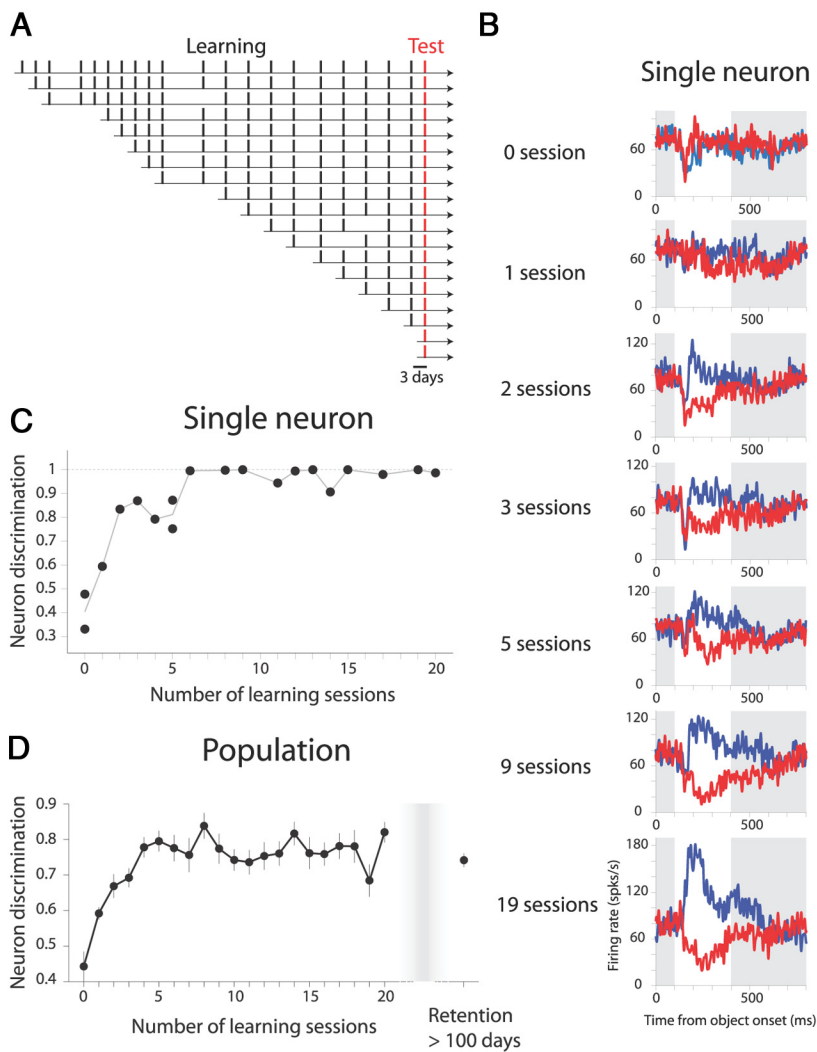 A
Learning
Test
3 days
B
Single neuron
0 session
60
0
0
500
1 session
60
0
0
500
2 sessions
120
60
0
0
500
3 sessions
120
60
0
0
500
5 sessions
120
60
0
0
500
9 sessions
120
60
0
0
500
19 sessions
180
120
60
0
0
500
Firing rate (spks/s)
Time from object onset (ms)
C
Single neuron
Neuron discrimination
1
0.9
0.8
0.7
0.6
0.5
0.4
0.3
0
5
10
15
20
Number of learning sessions
D
Population
Neuron discrimination
0.9
0.8
0.7
0.6
0.5
0.4
0
5
10
15
20
Number of learning sessions
Retention
> 100 days